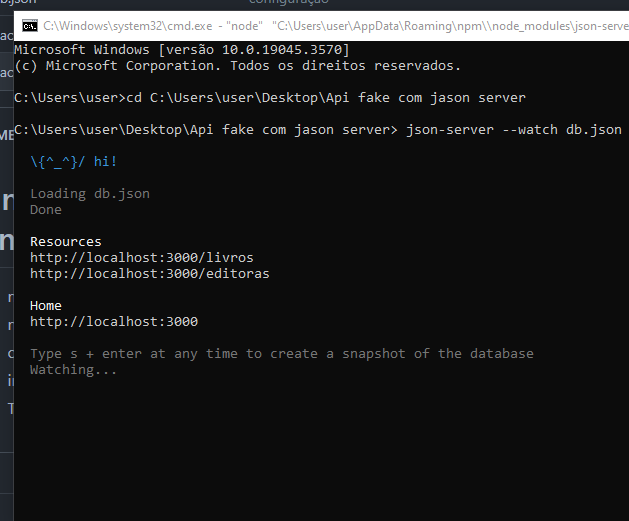 b.json
configuração
C:\Windows\system32\cmd.exe - "node" "C:\Users\user\AppData\Roaming\npm\\node_modules\json-serve
Microsoft Windows [versão 10.0.19045.3570]
(c) Microsoft Corporation. Todos os direitos reservados.
C:\Users\user>cd C:\Users\user\Desktop\Api fake com jason server
C:\Users\user\Desktop\Api fake com jason server> json-server --watch db.json
\{^_^}/ hi!
Loading db.json
Done
Resources
http://localhost:3000/livros
http://localhost:3000/editoras
Home
http://localhost:3000
Type s + enter at any time to create a snapshot of the database
Watching...